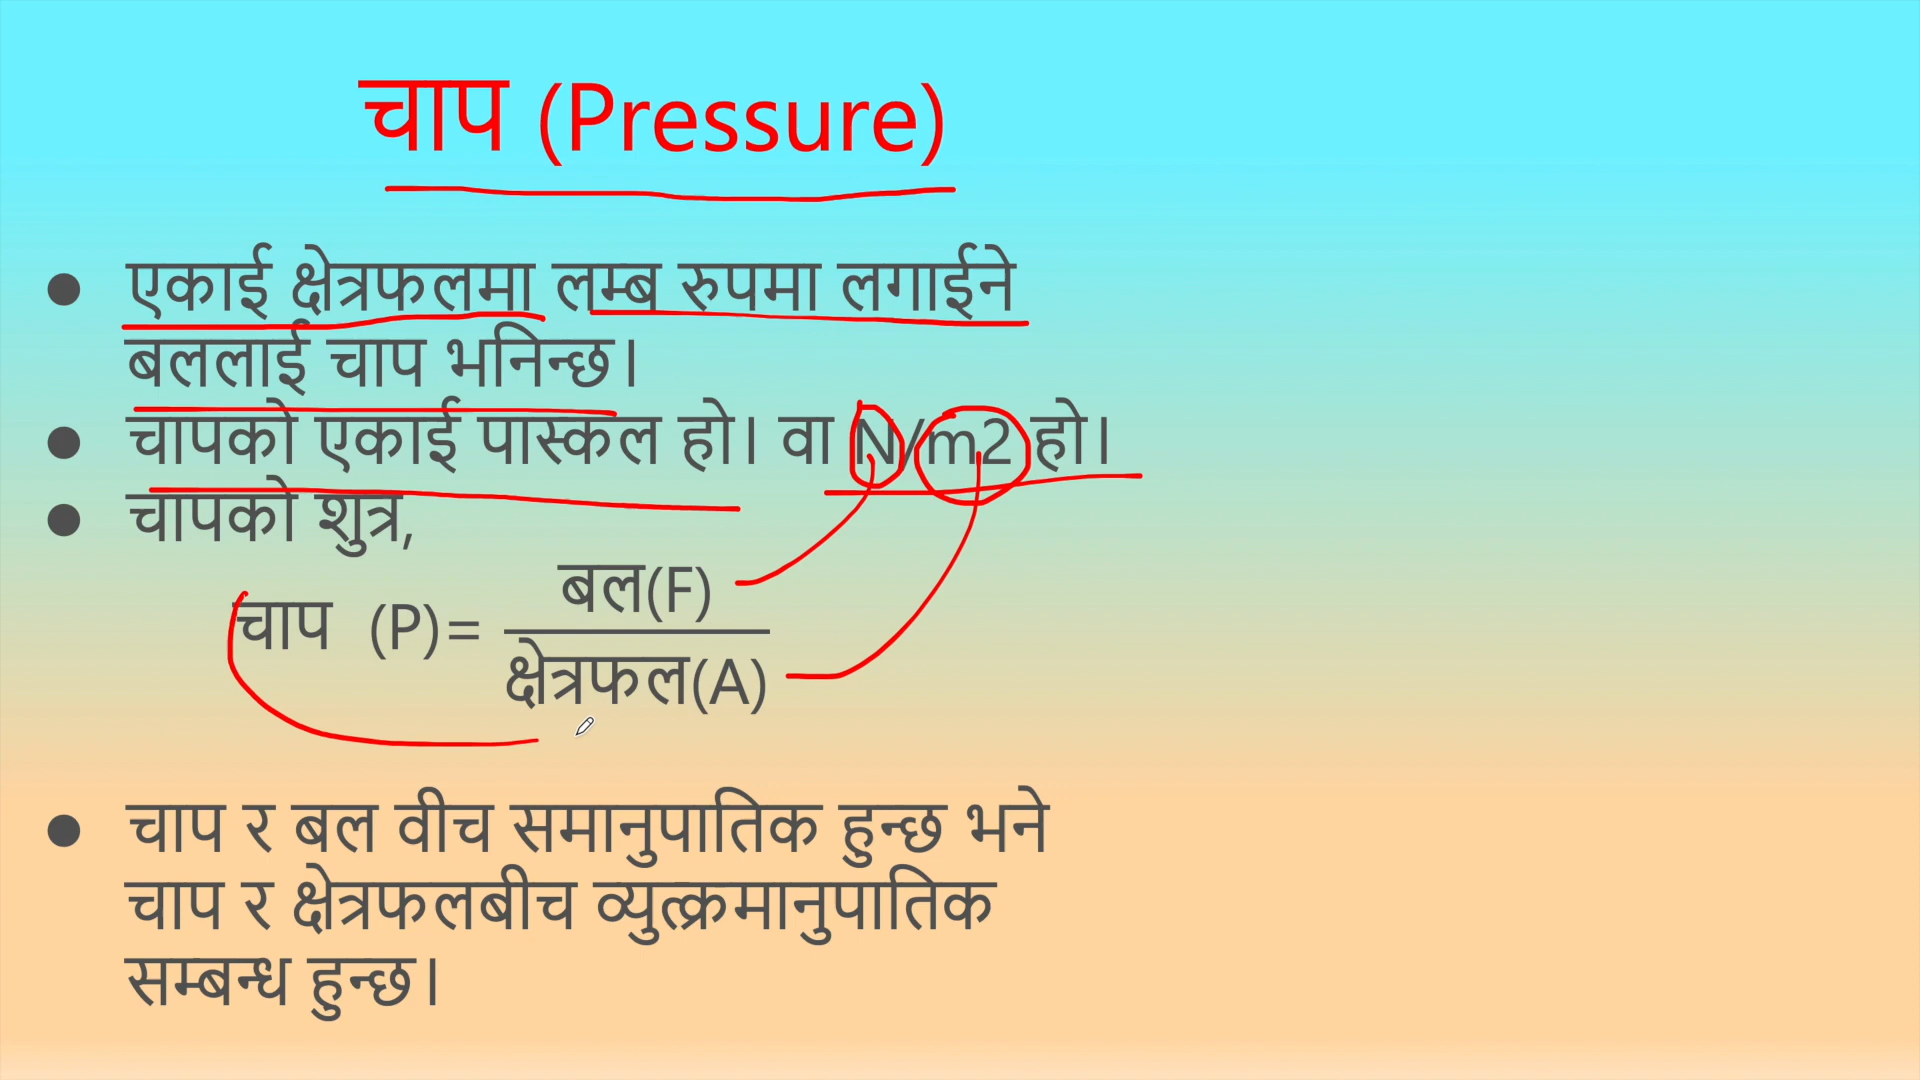 चाप (Pressure)
● एकाई क्षेत्रफलमा लम्ब रुपमा लगाईने
बललाई चाप भनिन्छ।
● चापको एकाई पास्कल हो। वा N/m2 हो।
● चापको शुत्र,
बल(F)
चाप (P)=
क्षेत्रफल(A)
● चाप र बल वीच समानुपातिक हुन्छ भने
चाप र क्षेत्रफलबीच व्युत्क्रमानुपातिक
सम्बन्ध हुन्छ।